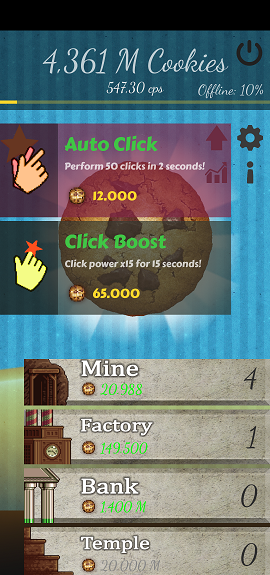 4,361 M Cookies
547.30 cps
Offline: 10%
Auto Click
Perform 50 clicks in 2 seconds!
12.000
Click Boost
Click power x15 for 15 seconds!
65.000
Mine
4
20.988
Factory
1
149.500
Bank
0
1.400 M
Temple
0
20.000 M